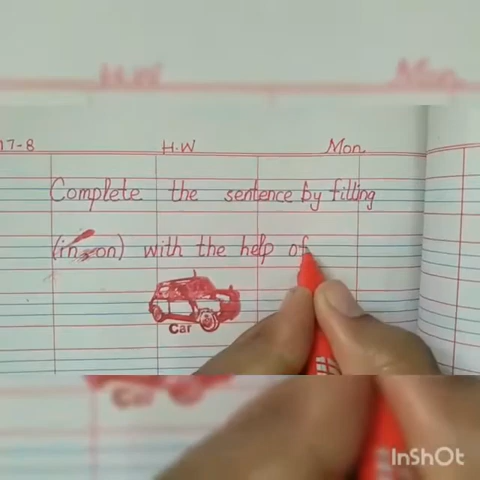 17-8 H.W Mon
Complete the sentence by filling
(in, on) with the help of
Car
InShOt